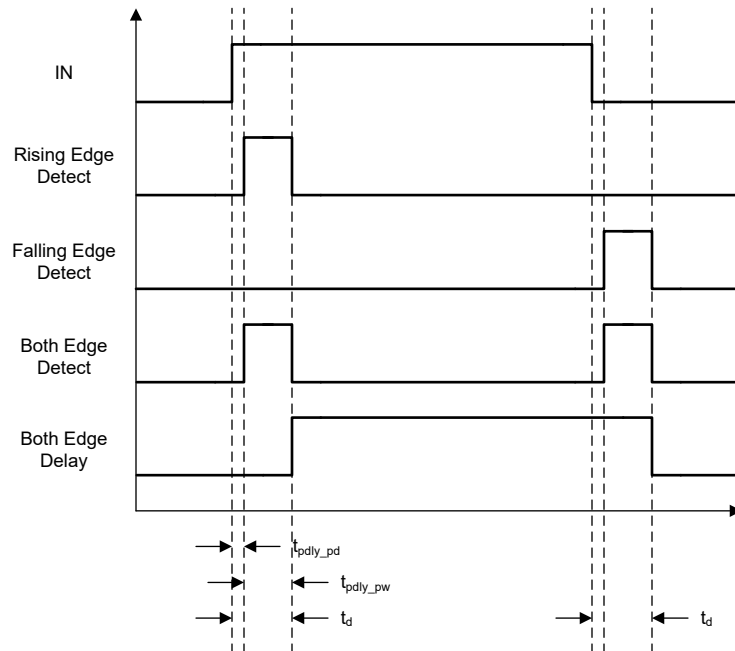 IN
Rising Edge
Detect
Falling Edge
Detect
Both Edge
Detect
Both Edge
Delay
tpdly_pd
tpdly_pw
td
td